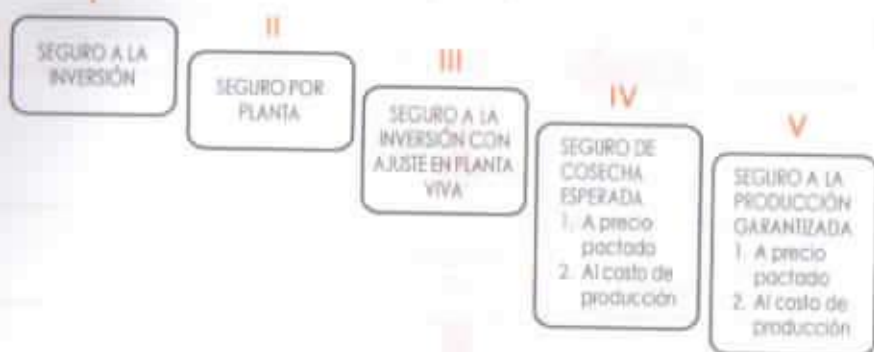 SEGURO A LA
INVERSIÓN
II
SEGURO POR
PLANTA
III
SEGURO A LA
INVERSIÓN CON
AJUSTE EN PLANTA
VIVA
IV
SEGURO DE
COSECHA
ESPERADA
1. A precio
pactado
2. Al costo de
producción
V
SEGURO A LA
PRODUCCIÓN
GARANTIZADA
1. A precio
pactado
2. Al costo de
producción